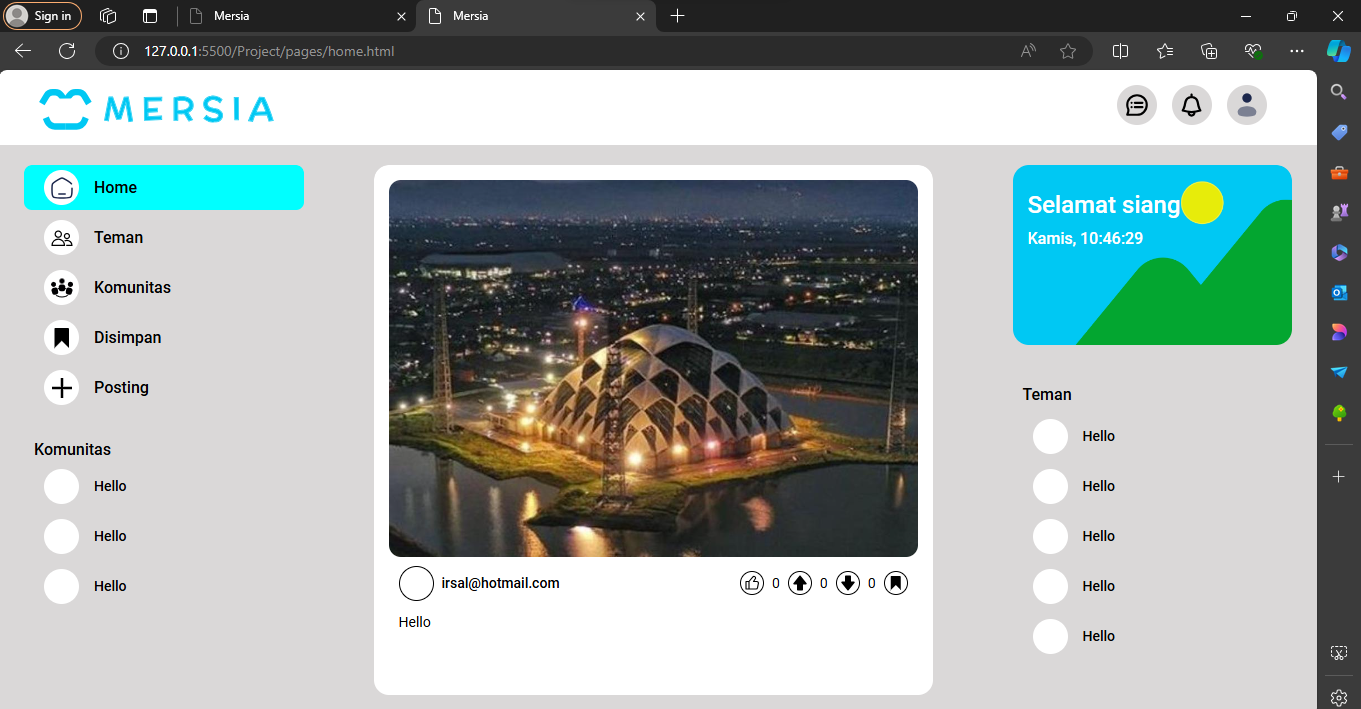 Sign in
Mersia
Mersia
127.0.0.1:5500/Project/pages/home.html
MERSIA
Home
Teman
Komunitas
Disimpan
Posting
Komunitas
Hello
Hello
Hello
irsal@hotmail.com
0
0
0
Hello
Selamat siang
Kamis, 10:46:29
Teman
Hello
Hello
Hello
Hello
Hello